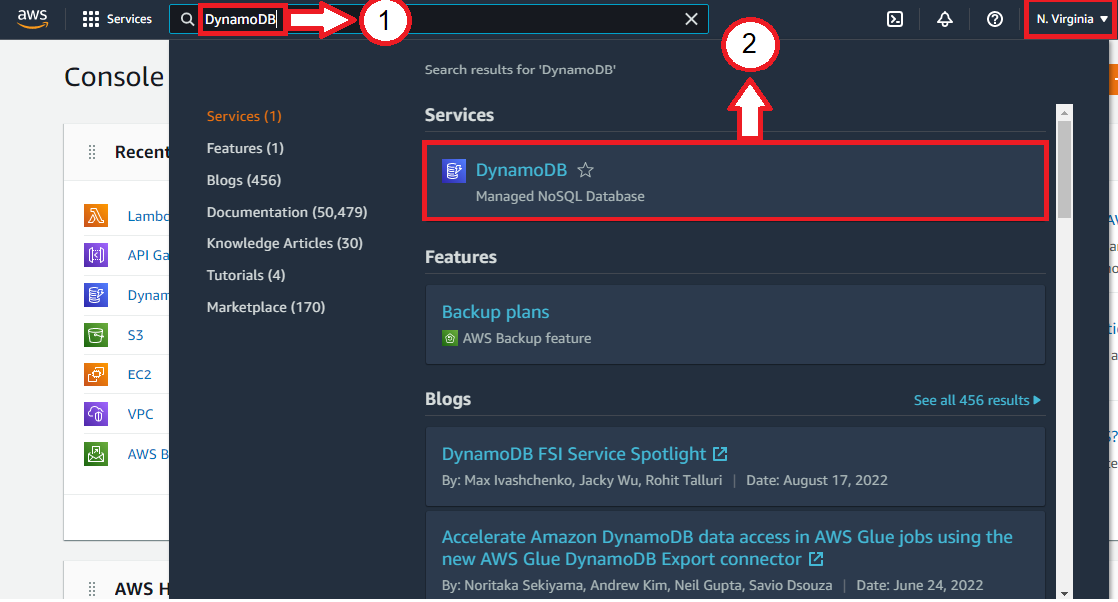 aws
Services
DynamoDB
1
N. Virginia
2
Console
Search results for 'DynamoDB'
Services (1)
Features (1)
Blogs (456)
Documentation (50,479)
Knowledge Articles (30)
Tutorials (4)
Marketplace (170)
Recent
API Ga
S3
EC2
VPC
AWS B
AWS H
Services
DynamoDB
Managed NoSQL Database
Features
Backup plans
AWS Backup feature
Blogs
See all 456 results
DynamoDB FSI Service Spotlight
By: Max Ivashchenko, Jacky Wu, Rohit Talluri | Date: August 17, 2022
Accelerate Amazon DynamoDB data access in AWS Glue jobs using the
new AWS Glue DynamoDB Export connector
By: Noritaka Sekiyama, Andrew Kim, Neil Gupta, Savio Dsouza | Date: June 24, 2022